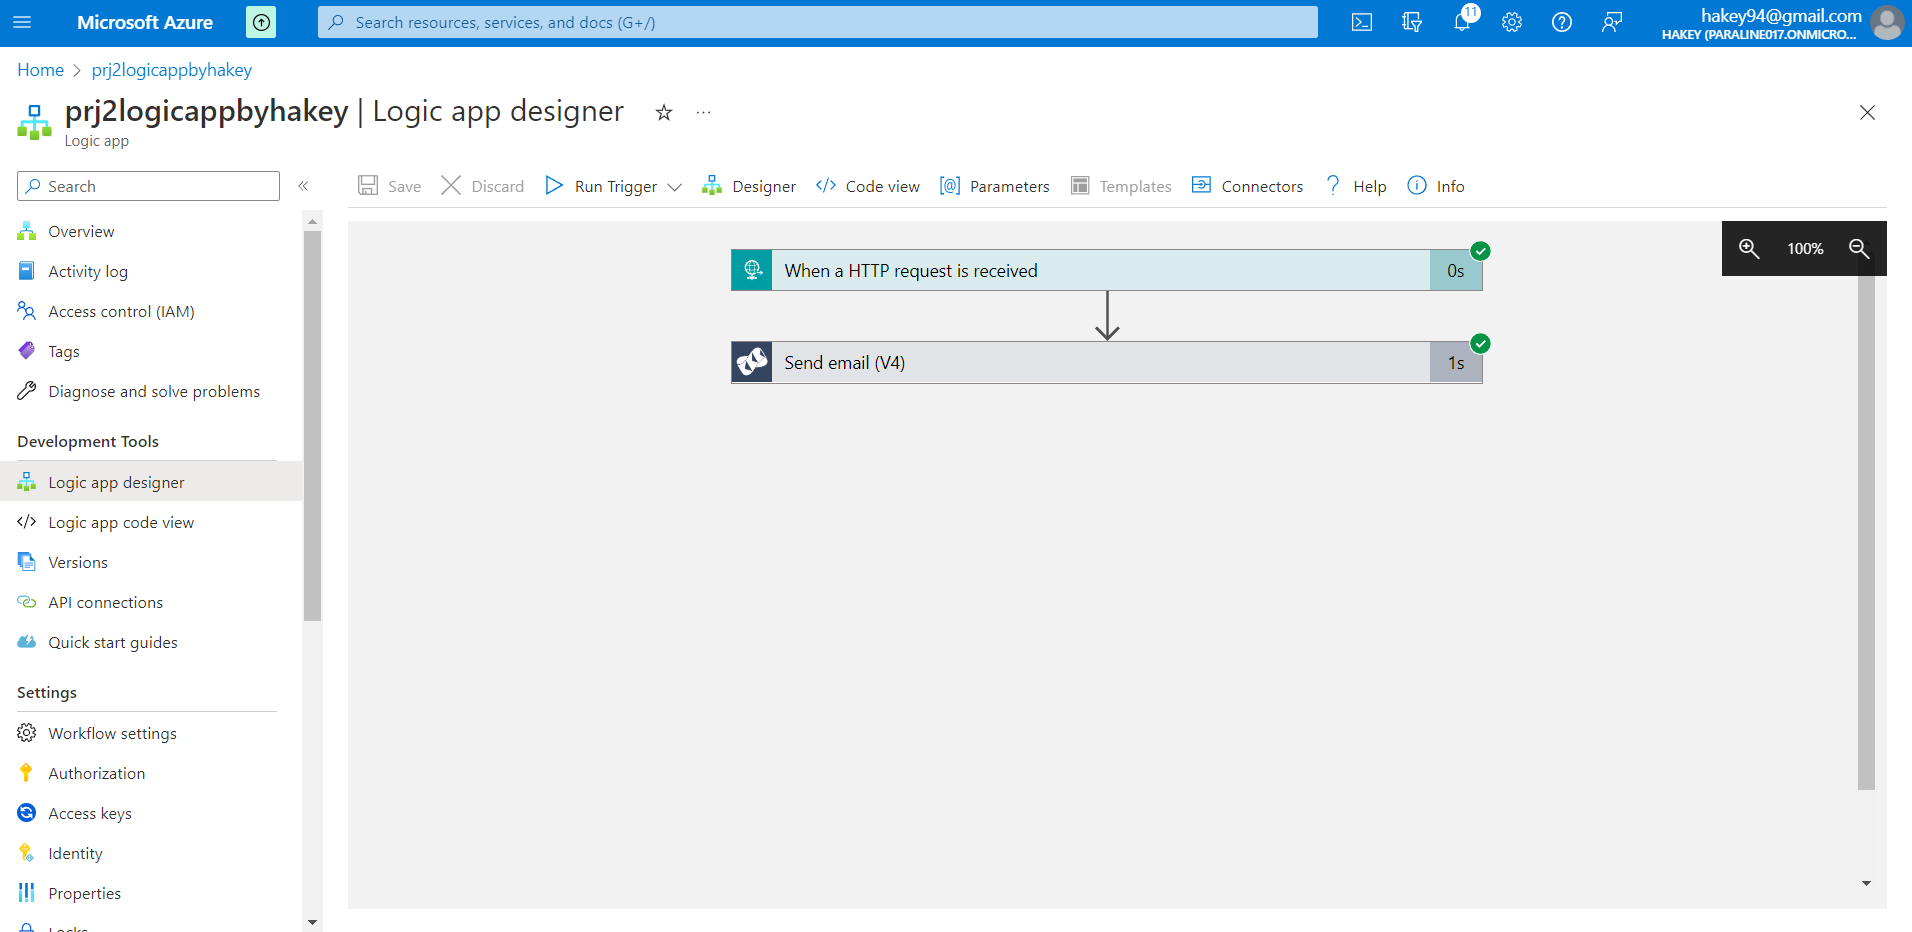 Microsoft Azure
Search resources, services, and docs (G+/)
11
hakey94@gmail.com
HAKEY (PARALINE017.ONMICRO...
Home
prj2logicappbyhakey
prj2logicappbyhakey | Logic app designer
...
Logic app
Search
«
Save
Discard
Run Trigger
Designer
Code view
Parameters
Templates
Connectors
Help
Info
Overview
Activity log
Access control (IAM)
Tags
Diagnose and solve problems
Development Tools
Logic app designer
Logic app code view
Versions
API connections
Quick start guides
Settings
Workflow settings
Authorization
Access keys
Identity
Properties
Locks
When a HTTP request is received
0s
Send email (V4)
1s
100%